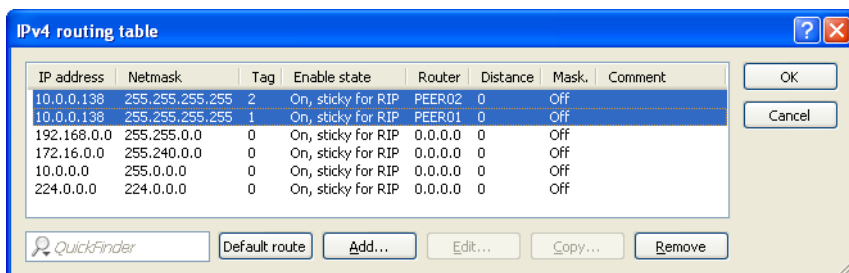 IPv4 routing table
IP address Netmask Tag Enable state Router Distance Mask. Comment
10.0.0.138 255.255.255.255 2 On, sticky for RIP PEER02 0 Off
10.0.0.138 255.255.255.255 1 On, sticky for RIP PEER01 0 Off
192.168.0.0 255.255.0.0 0 On, sticky for RIP 0.0.0.0 0 Off
172.16.0.0 255.240.0.0 0 On, sticky for RIP 0.0.0.0 0 Off
10.0.0.0 255.0.0.0 0 On, sticky for RIP 0.0.0.0 0 Off
224.0.0.0 224.0.0.0 0 On, sticky for RIP 0.0.0.0 0 Off
OK
Cancel
QuickFinder Default route Add... Edit... Copy... Remove